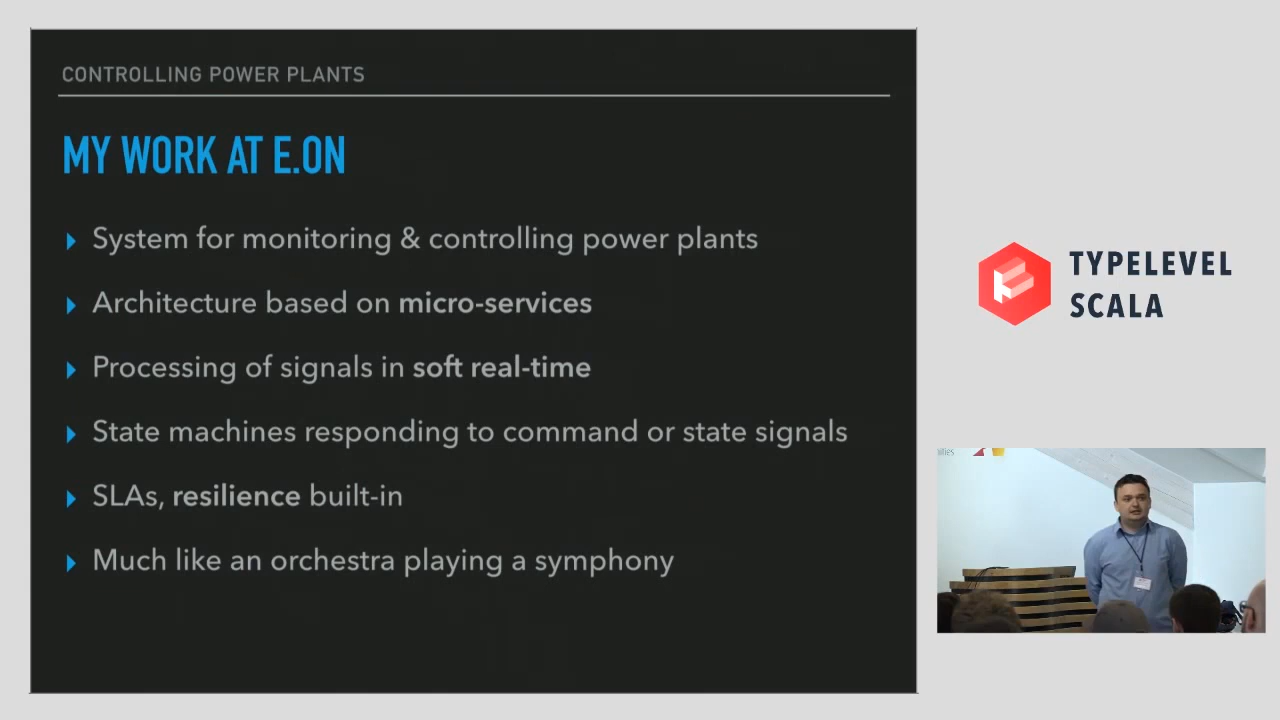 CONTROLLING POWER PLANTS
MY WORK AT E.ON
System for monitoring & controlling power plants
Architecture based on micro-services
Processing of signals in soft real-time
State machines responding to command or state signals
SLAs, resilience built-in
Much like an orchestra playing a symphony
TYPELEVEL
SCALA